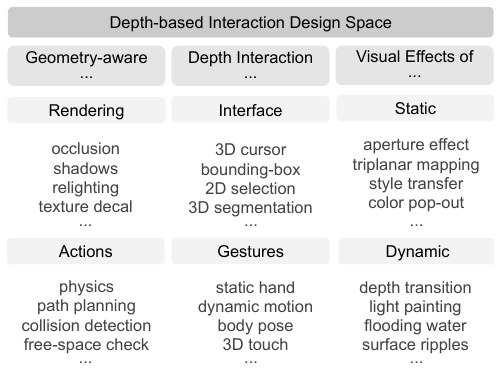 Depth-based Interaction Design Space
Geometry-aware
...
Rendering
occlusion
shadows
relighting
texture decal
...
Actions
physics
path planning
collision detection
free-space check
...
Depth Interaction
...
Interface
3D cursor
bounding-box
2D selection
3D segmentation
...
Gestures
static hand
dynamic motion
body pose
3D touch
...
Visual Effects of
...
Static
aperture effect
triplanar mapping
style transfer
color pop-out
...
Dynamic
depth transition
light painting
flooding water
surface ripples
...